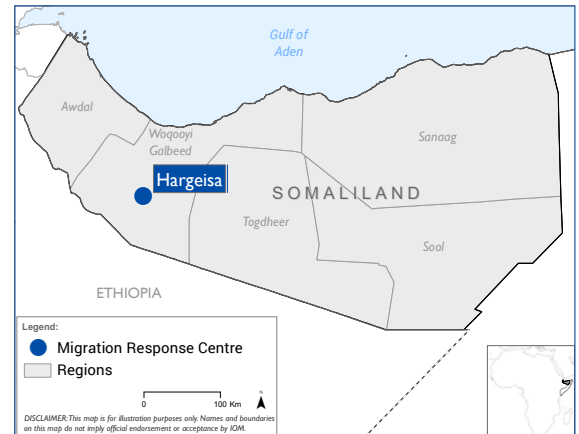 Gulf of
Aden
Awdal
Woqooyi
Galbeed
Sanaag
Hargeisa
SOMALILAND
Togdheer
Sool
ETHIOPIA
Legend:
Migration Response Centre
Regions
N
0 100 Km
DISCLAIMER:This map is for illustration purposes only. Names and boundaries
on this map do not imply official endorsement or acceptance by IOM.